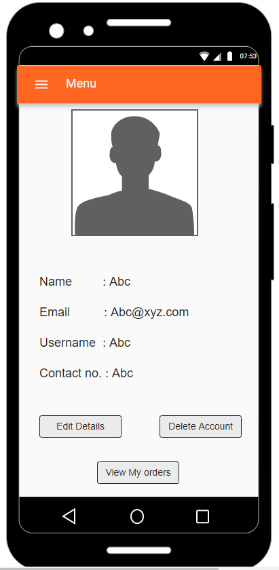 07:53
Menu
Name : Abc
Email : Abc@xyz.com
Username : Abc
Contact no. : Abc
Edit Details Delete Account
View My orders